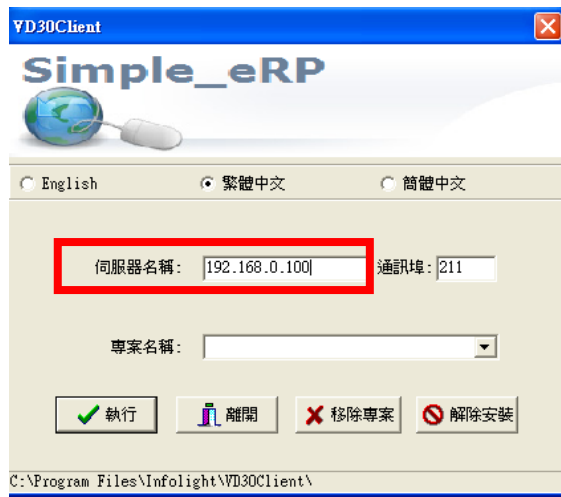 VD30Client
Simple_eRP
English 繁體中文 簡體中文
伺服器名稱: 192.168.0.100 通訊埠: 211
專案名稱:
執行 離開 移除專案 解除安裝
C:\Program Files\Infolight\VD30Client\